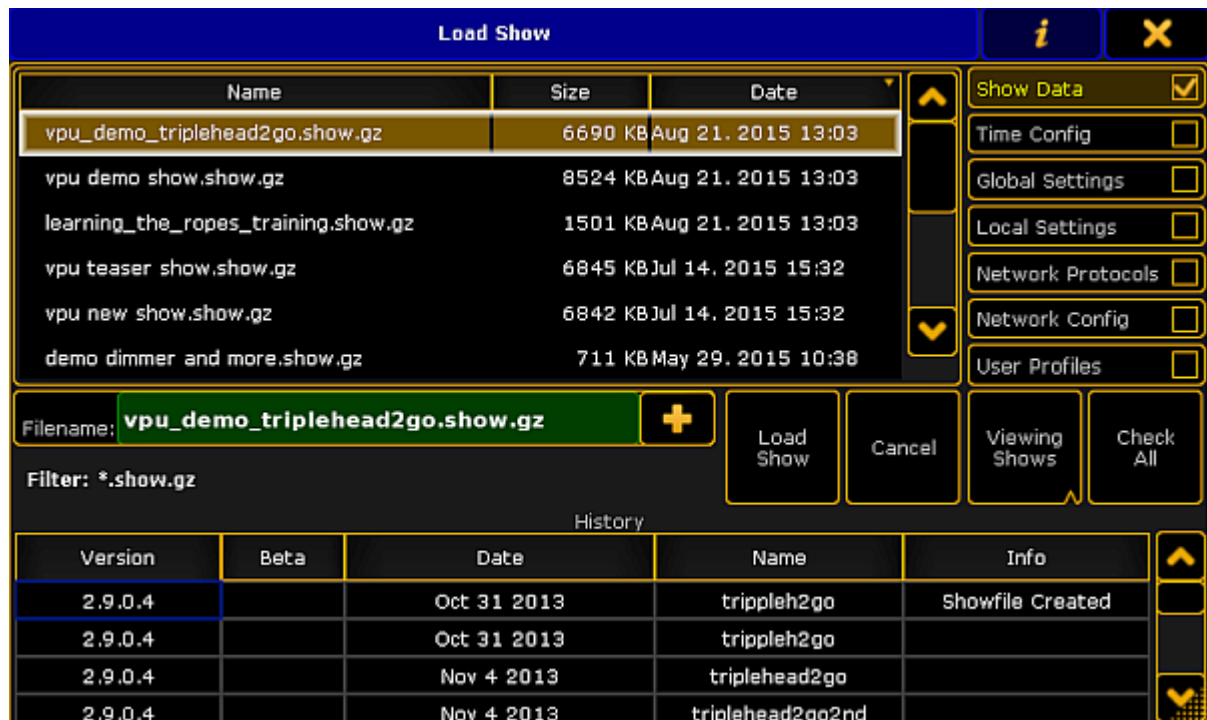 Load Show
i
Name Size Date
vpu_demo_triplehead2go.show.gz 6690 KB Aug 21. 2015 13:03
vpu demo show.show.gz 8524 KB Aug 21. 2015 13:03
learning_the_ropes_training.show.gz 1501 KB Aug 21. 2015 13:03
vpu teaser show.show.gz 6845 KB Jul 14. 2015 15:32
vpu new show.show.gz 6842 KB Jul 14. 2015 15:32
demo dimmer and more.show.gz 711 KB May 29. 2015 10:38
Show Data
Time Config
Global Settings
Local Settings
Network Protocols
Network Config
User Profiles
Filename: vpu_demo_triplehead2go.show.gz
Filter: *.show.gz
Load Show
Cancel
Viewing Shows
Check All
History
Version Beta Date Name Info
2.9.0.4 Oct 31 2013 trippleh2go Showfile Created
2.9.0.4 Oct 31 2013 trippleh2go
2.9.0.4 Nov 4 2013 triplehead2go
2.9.0.4 Nov 4 2013 triplehead2go2nd